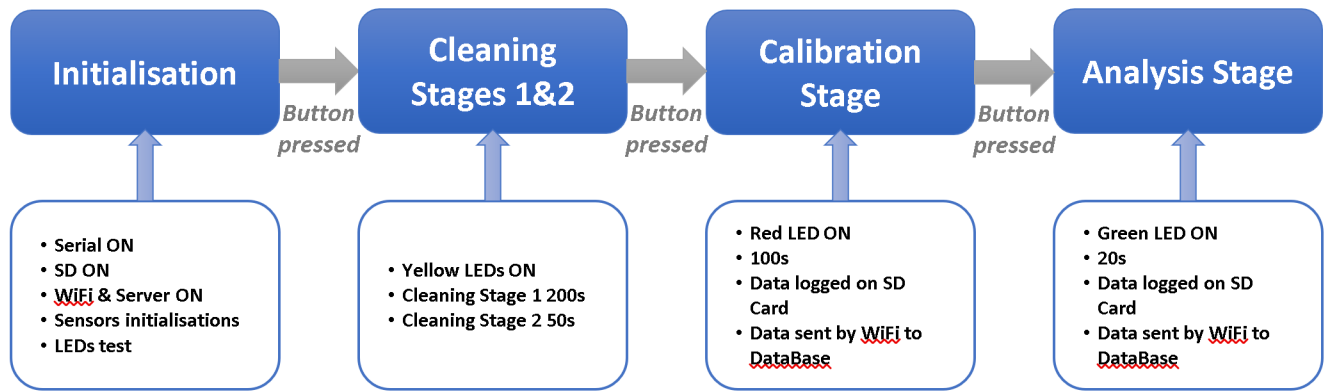 Initialisation
Cleaning
Stages 1&2
Calibration
Stage
Analysis Stage
Button
pressed
Button
pressed
Button
pressed
• Serial ON
• SD ON
• WiFi & Server ON
• Sensors initialisations
• LEDs test
• Yellow LEDs ON
• Cleaning Stage 1 200s
• Cleaning Stage 2 50s
• Red LED ON
• 100s
• Data logged on SD
Card
• Data sent by WiFi to
DataBase
• Green LED ON
• 20s
• Data logged on SD
Card
• Data sent by WiFi to
DataBase